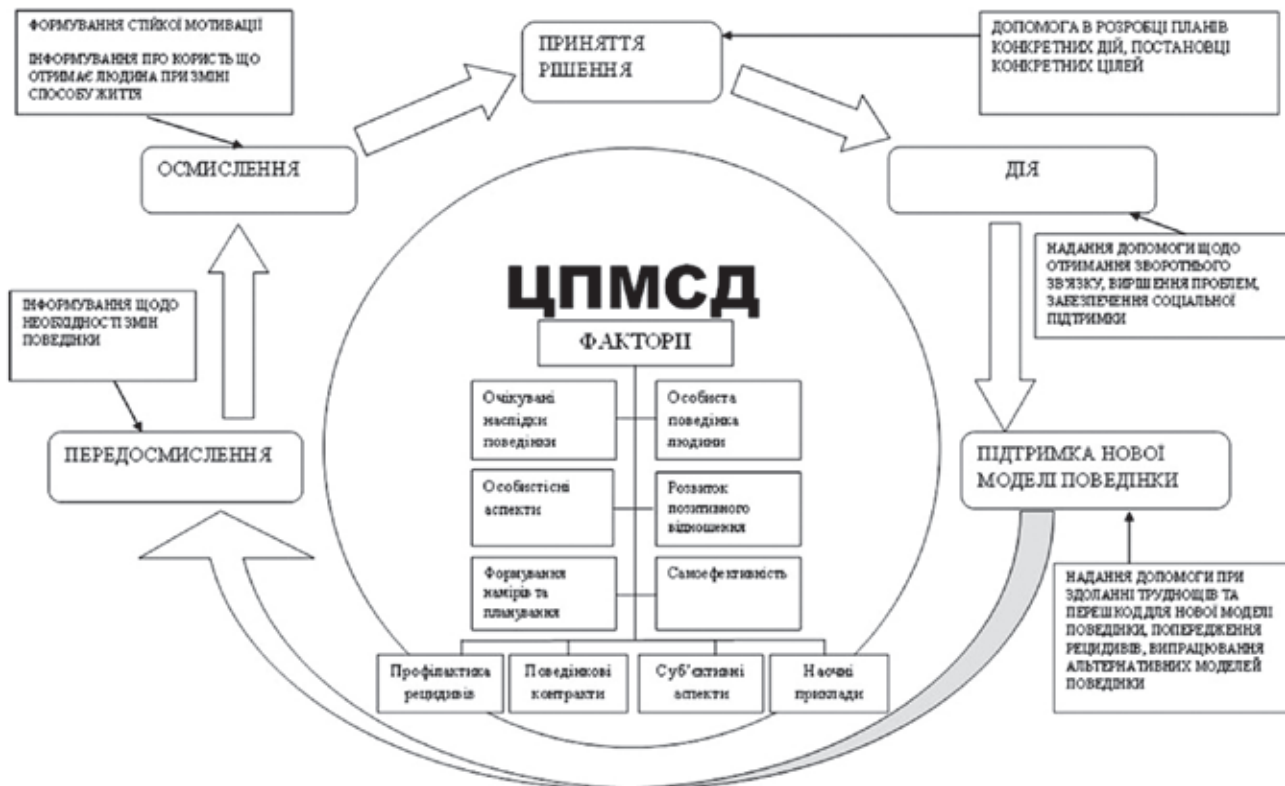 ФОРМУВАННЯ СТІЙКОЇ МОТИВАЦІЇ
ІНФОРМУВАННЯ ПРО КОРИСТЬ ЩО
ОТРИМАЄ ЛЮДИНА ПРИ ЗМІНІ
СПОСОБУ ЖИТТЯ
ПРИЙНЯТТЯ
РІШЕННЯ
ДОПОМОГА В РОЗРОБЦІ ПЛАНІВ
КОНКРЕТНИХ ДІЙ, ПОСТАНОВЦІ
КОНКРЕТНИХ ЦІЛЕЙ
ОСМИСЛЕННЯ
ДІЯ
НАДАННЯ ДОПОМОГИ ЩОДО
ОТРИМАННЯ ЗВОРОТНЬОГО
ЗВ'ЯЗКУ, ВИРІШЕННЯ ПРОБЛЕМ,
ЗАБЕЗПЕЧЕННЯ СОЦІАЛЬНОЇ
ПІДТРИМКИ
ІНФОРМУВАННЯ ЩОДО
НЕОБХІДНОСТІ ЗМІН
ПОВЕДІНКИ
ПЕРЕДОСМИСЛЕННЯ
ЦПМСД
ФАКТОРІІ
Очікувані
наслідки
поведінки
Особиста
поведінка
людини
Особистісні
аспекти
Розвиток
позитивного
відношення
Формування
намірів та
планування
Самоефективність
Профілактика
рецидивів
Поведінкові
контракти
Суб'єктивні
аспекти
Наочні
приклади
ПІДТРИМКА НОВОЇ
МОДЕЛІ ПОВЕДІНКИ
НАДАННЯ ДОПОМОГИ ПРИ
ЗДОЛАННІ ТРУДНОЩІВ ТА
ПЕРЕШКОД ДЛЯ НОВОЇ МОДЕЛІ
ПОВЕДІНКИ, ПОПЕРЕДЖЕННЯ
РЕЦИДИВІВ, ВИПРАЦЮВАННЯ
АЛЬТЕРНАТИВНИХ МОДЕЛЕЙ
ПОВЕДІНКИ